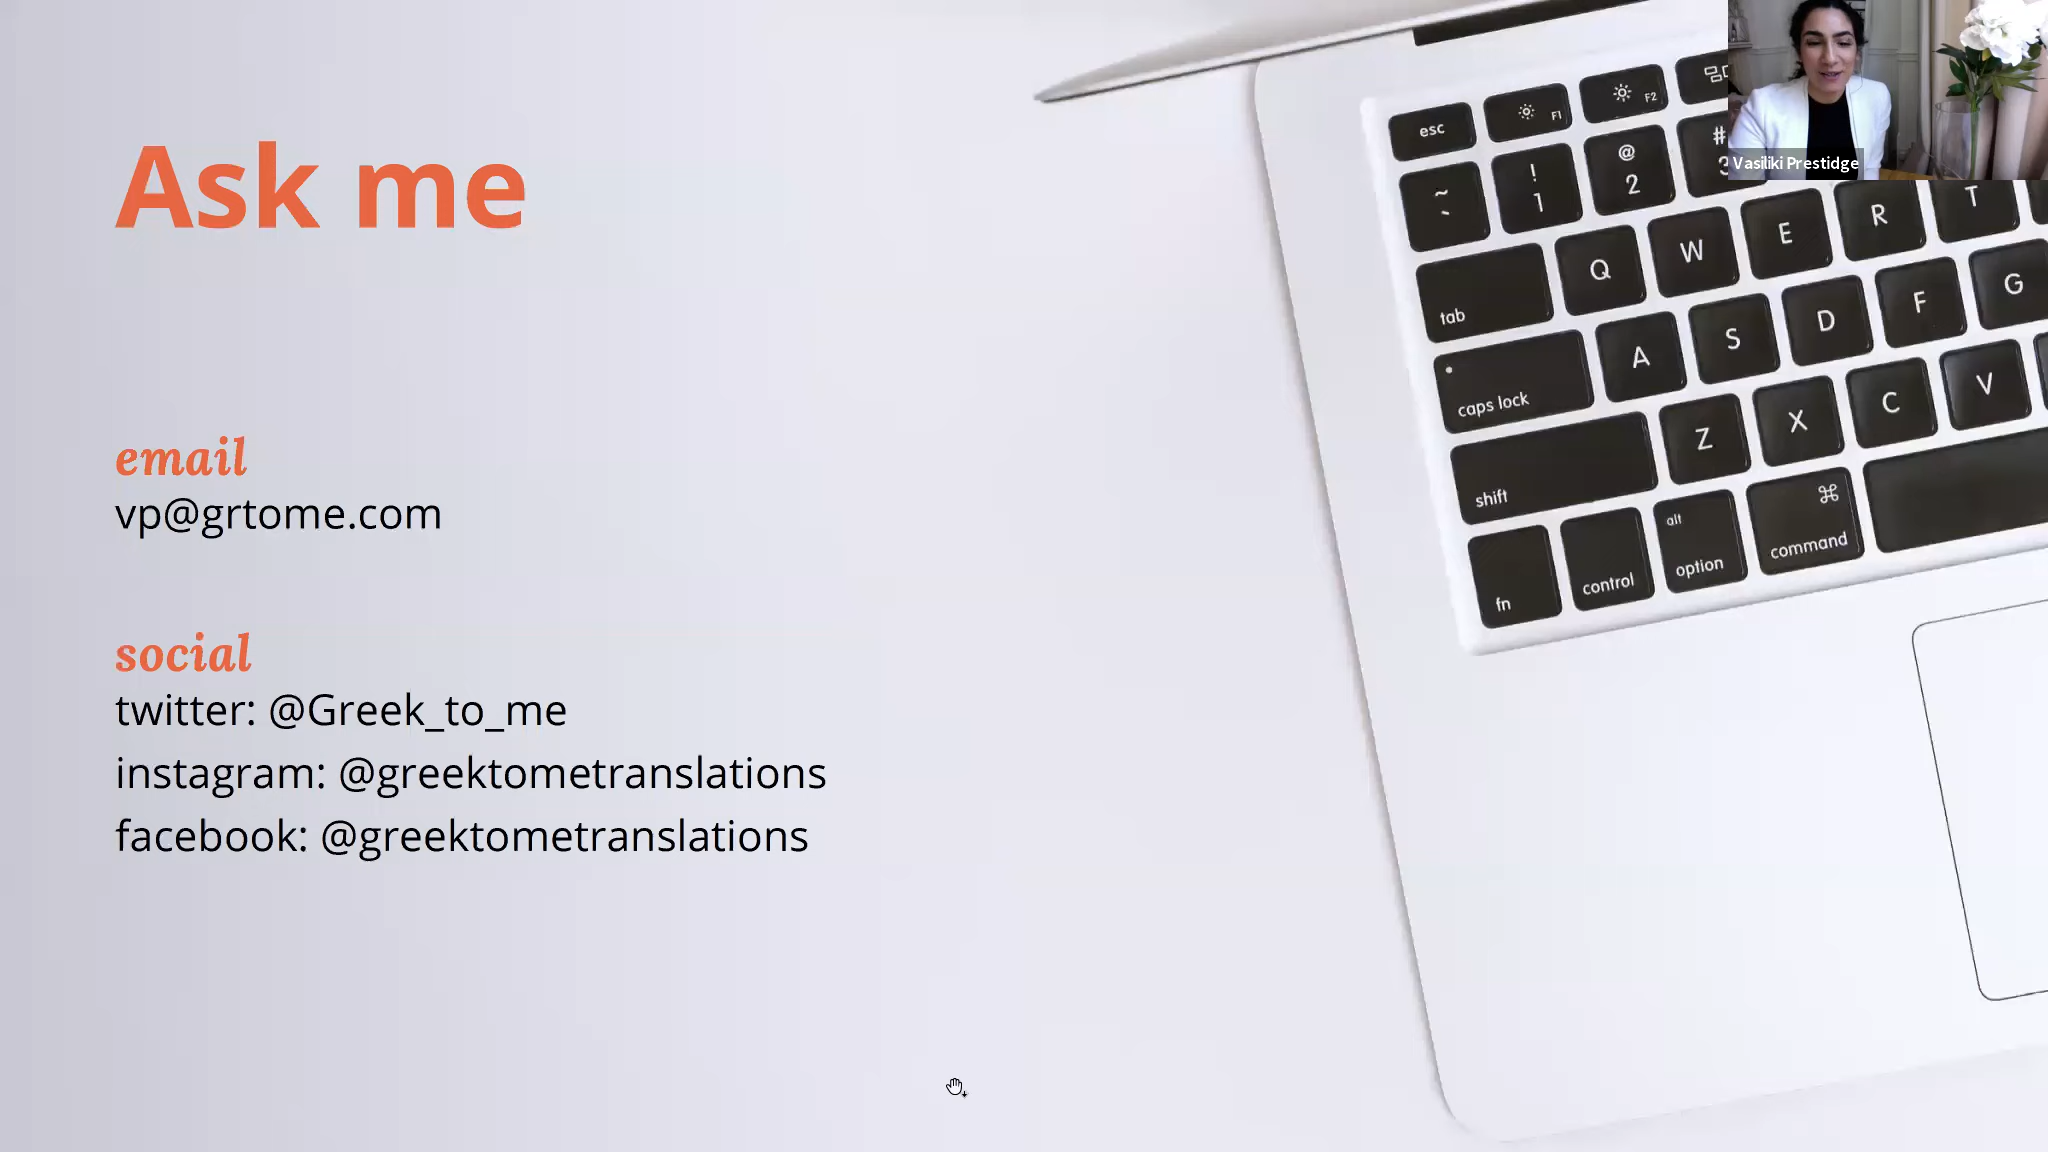 Ask me
email
vp@grtome.com
social
twitter: @Greek_to_me
instagram: @greektometranslations
facebook: @greektometranslations
Vasiliki Prestidge
esc
F1
F2
~
`
!
1
@
2
#
3
tab
Q
W
E
R
T
caps lock
A
S
D
F
G
shift
Z
X
C
V
fn
control
alt
option
⌘
command